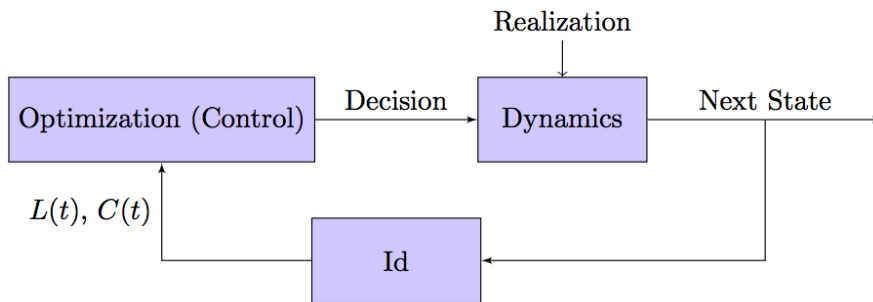 Realization
Optimization (Control)
Decision
Dynamics
Next State
L(t), C(t)
Id